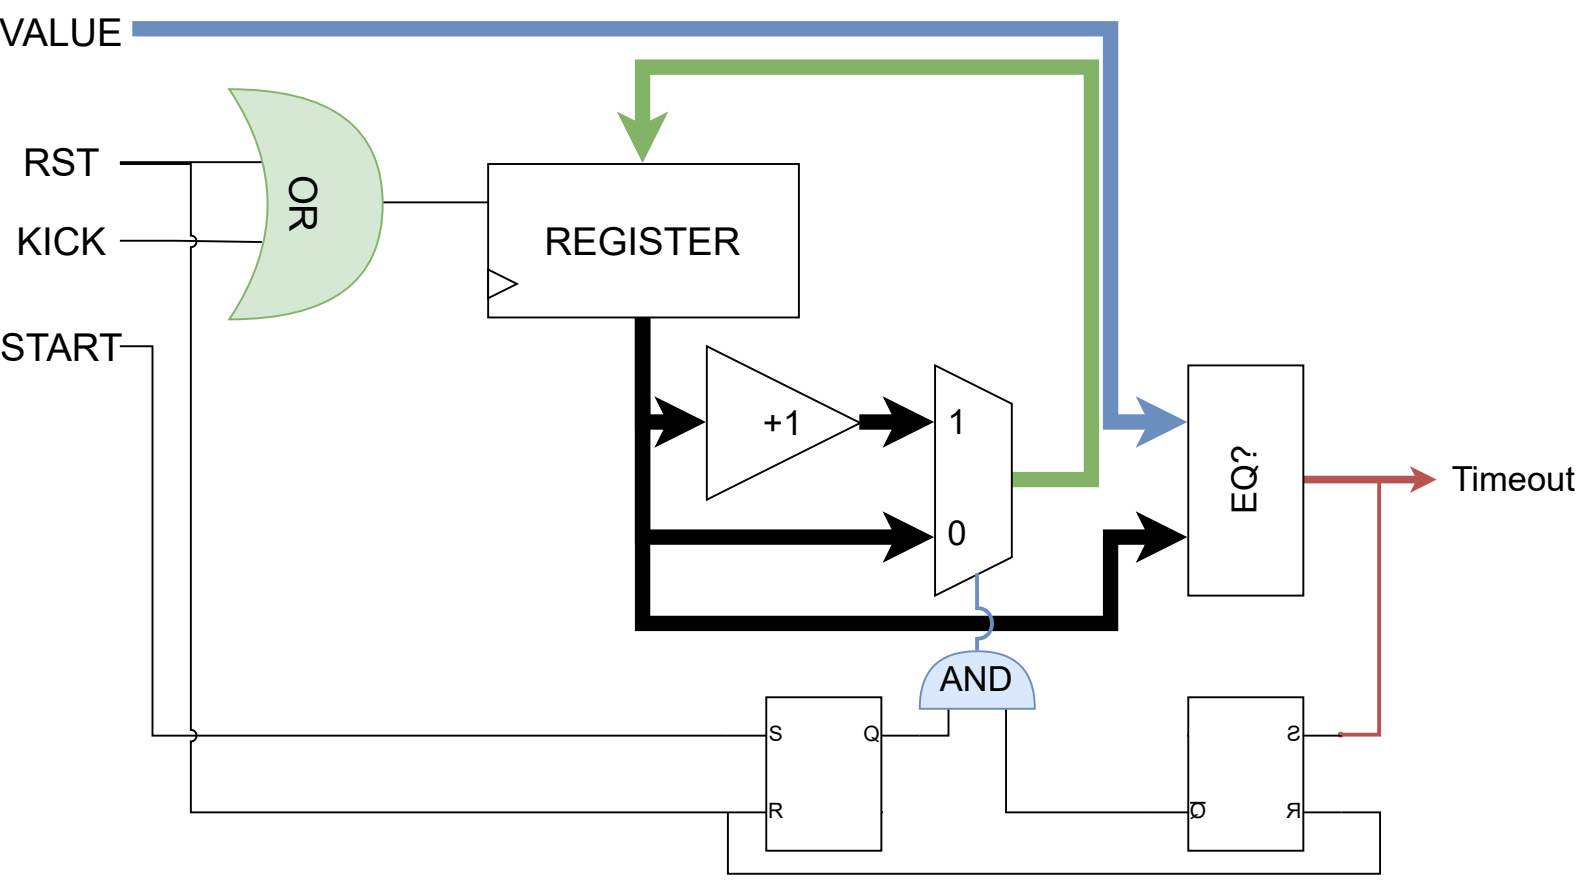 VALUE
RST
OR
KICK
REGISTER
START
+1
1
EQ?
Timeout
0
AND
S
Q
S
R
Q̅
R